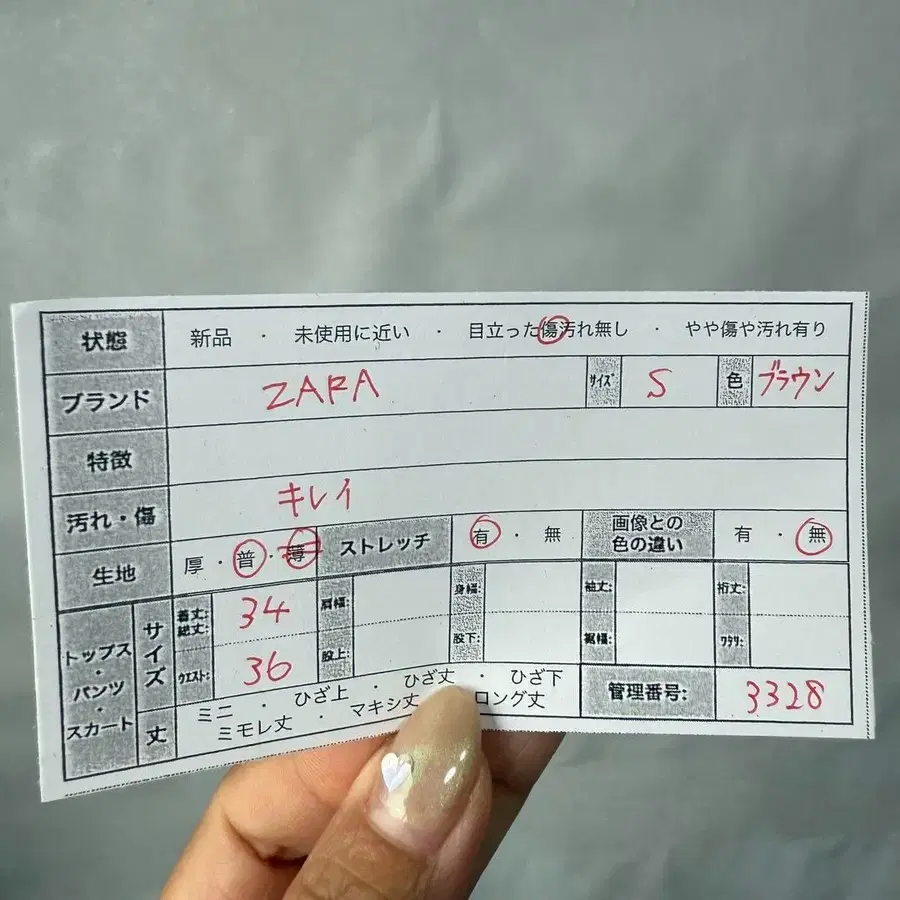 状態 新品 ・ 未使用に近い ・ 目立った傷汚れ無し ・ やや傷や汚れ有り
ブランド ZARA サイズ S 色 ブラウン
特徴
汚れ・傷 キレイ
生地 厚・普・薄 ストレッチ 有・無 画像との色の違い 有・無
トップス・パンツ・スカート サイズ 着丈:総丈: 34 肩幅: 身幅: 袖丈: 裄丈:
ウエスト: 36 股上: 股下: 裾幅: ワタリ:
丈 ミニ ・ ひざ上 ・ ひざ丈 ・ ひざ下 管理番号: 3328
ミモレ丈 ・ マキシ丈 ロング丈